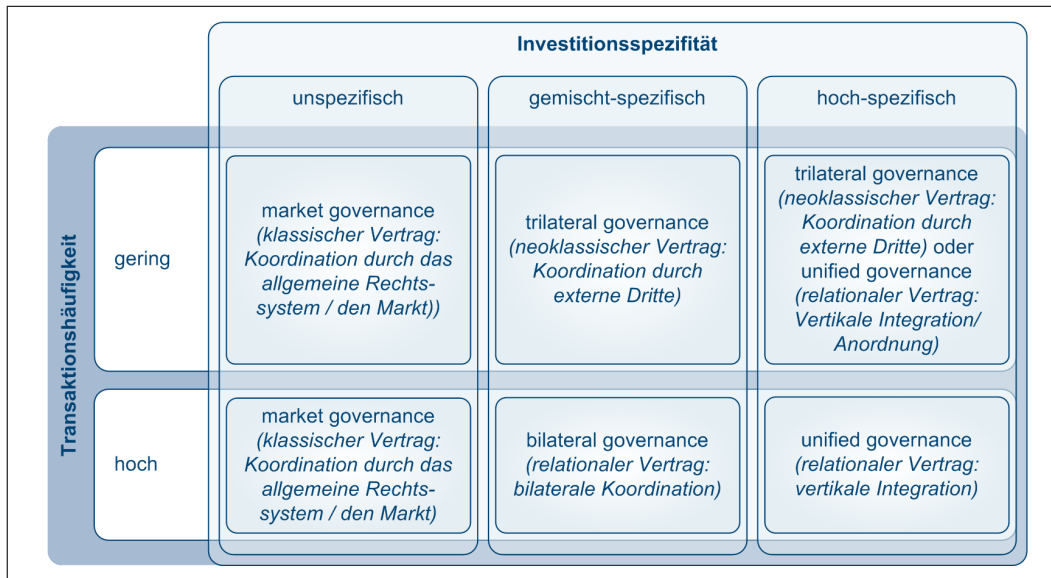 Investitionsspezifität
unspezifisch
gemischt-spezifisch
hoch-spezifisch
Transaktionshäufigkeit
gering
market governance
(klassischer Vertrag:
Koordination durch das
allgemeine Rechts-
system / den Markt))
trilateral governance
(neoklassischer Vertrag:
Koordination durch
externe Dritte)
trilateral governance
(neoklassischer Vertrag:
Koordination durch
externe Dritte) oder
unified governance
(relationaler Vertrag:
Vertikale Integration/
Anordnung)
hoch
market governance
(klassischer Vertrag:
Koordination durch das
allgemeine Rechts-
system / den Markt)
bilateral governance
(relationaler Vertrag:
bilaterale Koordination)
unified governance
(relationaler Vertrag:
vertikale Integration)